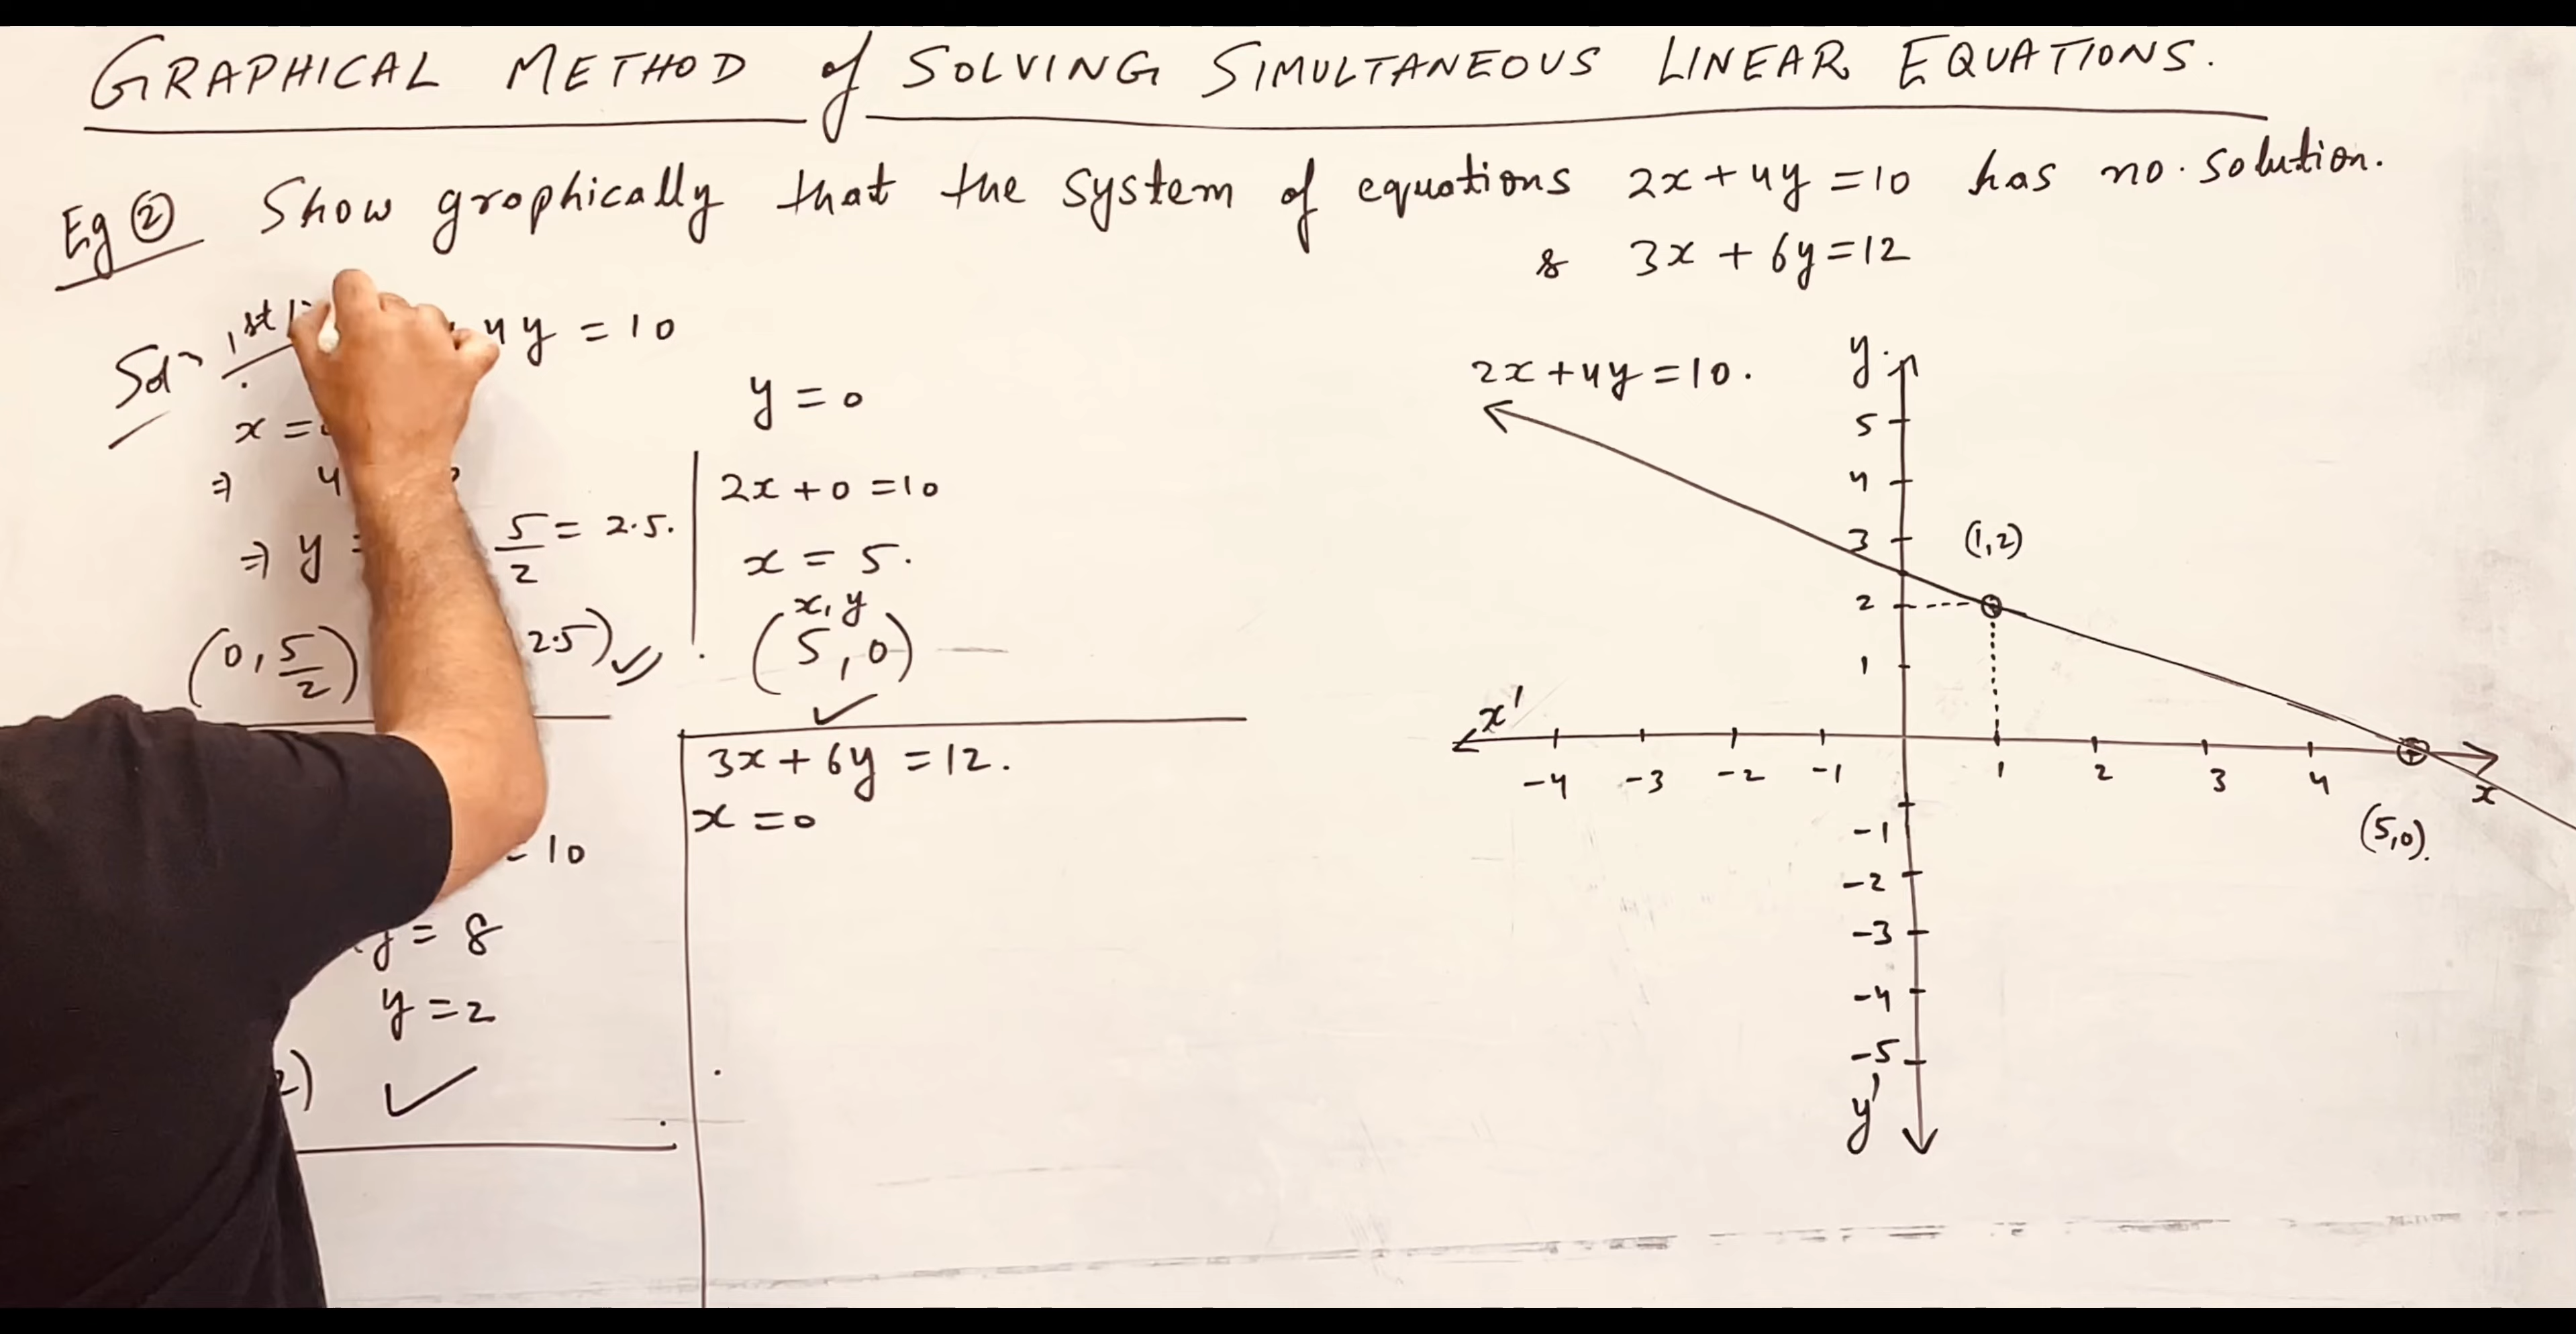 GRAPHICAL METHOD of SOLVING SIMULTANEOUS LINEAR EQUATIONS.
Eg ② Show graphically that the system of equations 2x + 4y = 10 has no solution.
& 3x + 6y = 12
Sol
1st
4y = 10
x =
⇒ 4
⇒ y = 5/2 = 2.5.
(0, 5/2)
2.5) ✓
y = 0
2x + 0 = 10
x = 5.
x, y
(5, 0)
✓
- 10
y = 8
y = 2
2) ✓
3x + 6y = 12.
x = 0
2x + 4y = 10.
y
5
4
3
(1,2)
2
1
x' -4 -3 -2 -1 1 2 3 4 x
(5,0).
-1
-2
-3
-4
-5
y'